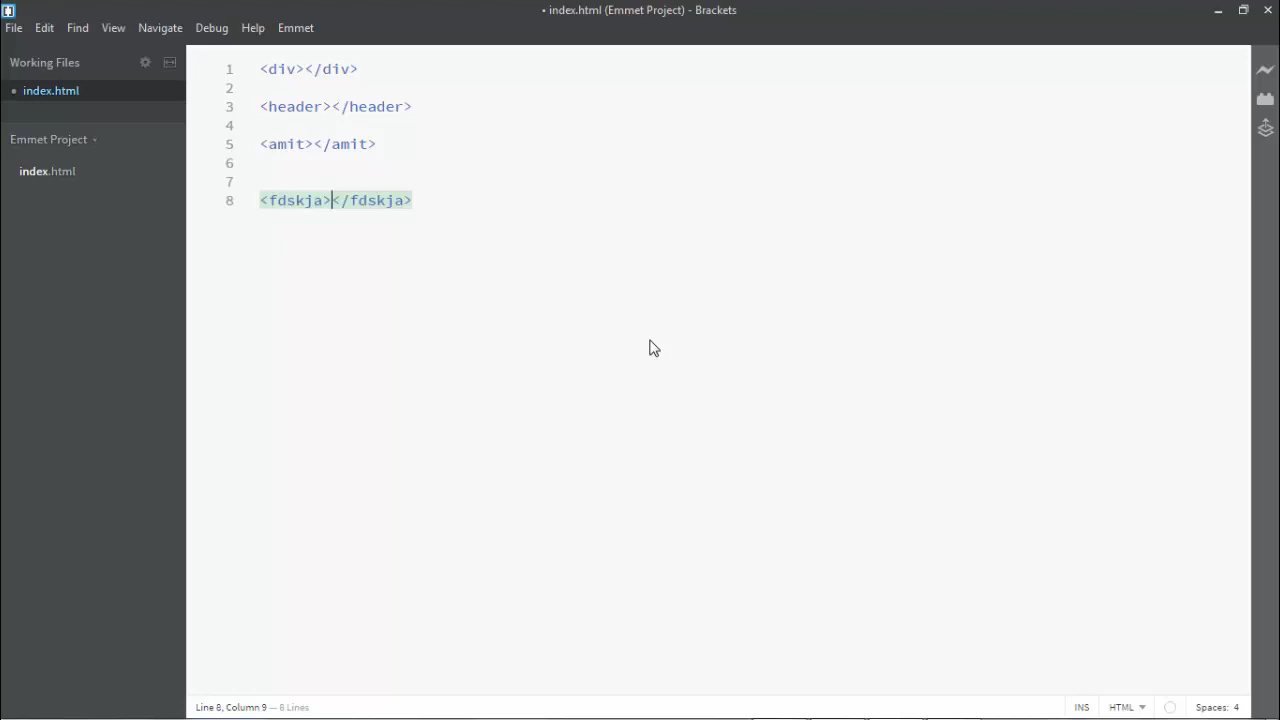 • index.html (Emmet Project) - Brackets
File Edit Find View Navigate Debug Help Emmet
Working Files
• index.html
Emmet Project
index.html
1 <div></div>
2
3 <header></header>
4
5 <amit></amit>
6
7
8 <fdskja></fdskja>
Line 8, Column 9 — 8 Lines
INS HTML Spaces: 4